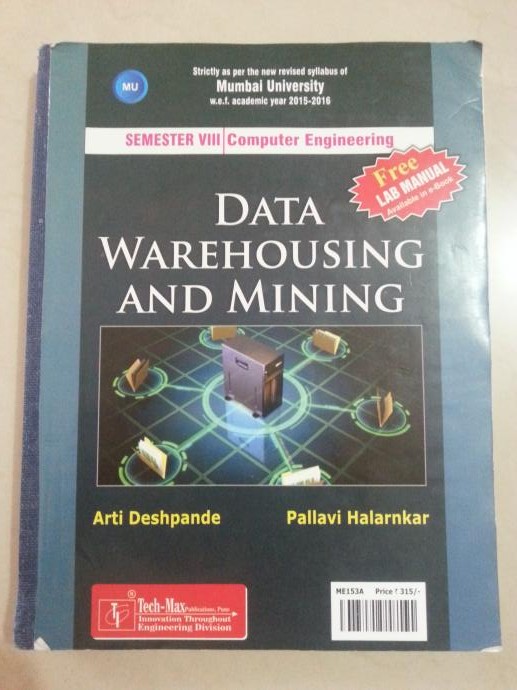 MU
Strictly as per the new revised syllabus of
Mumbai University
w.e.f. academic year 2015-2016
SEMESTER VIII Computer Engineering
Free
LAB MANUAL
Available in e-Book
DATA
WAREHOUSING
AND MINING
Arti Deshpande Pallavi Halarnkar
® Tech-Max Publications, Pune
Innovation Throughout
Engineering Division
ME153A Price ₹ 315/-